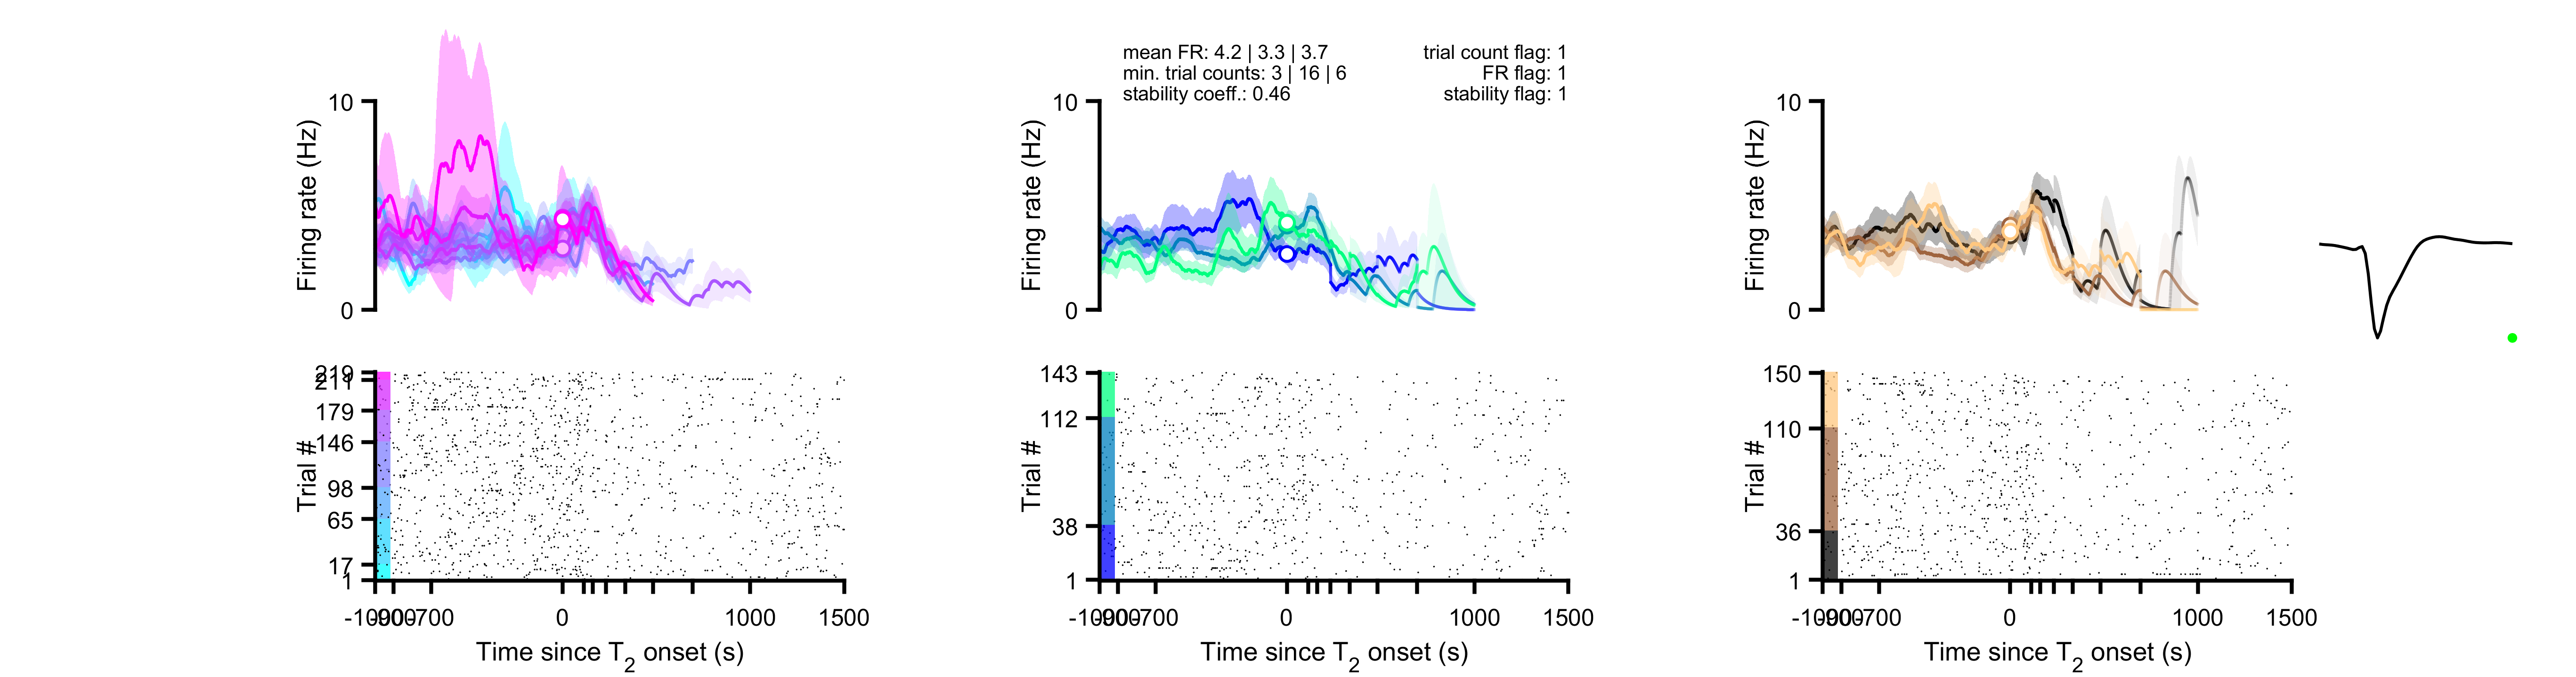 mean FR: 4.2 | 3.3 | 3.7
min. trial counts: 3 | 16 | 6
stability coeff.: 0.46
trial count flag: 1
FR flag: 1
stability flag: 1
Firing rate (Hz)
10
0
Firing rate (Hz)
10
0
Firing rate (Hz)
10
0
Trial #
219
211
179
146
98
65
17
1
0
1000
1500
Time since T2 onset (s)
Trial #
143
112
38
1
0
1000
1500
Time since T2 onset (s)
Trial #
150
110
36
1
0
1000
1500
Time since T2 onset (s)